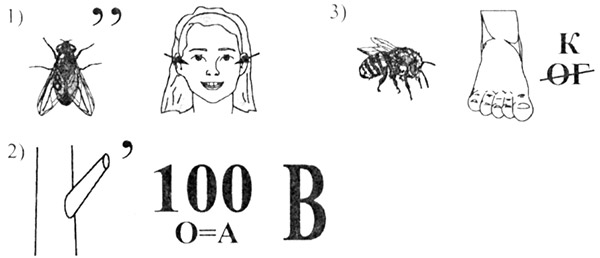 1) ,,
3)
К
ОГ
2) ,
100
О=А
В